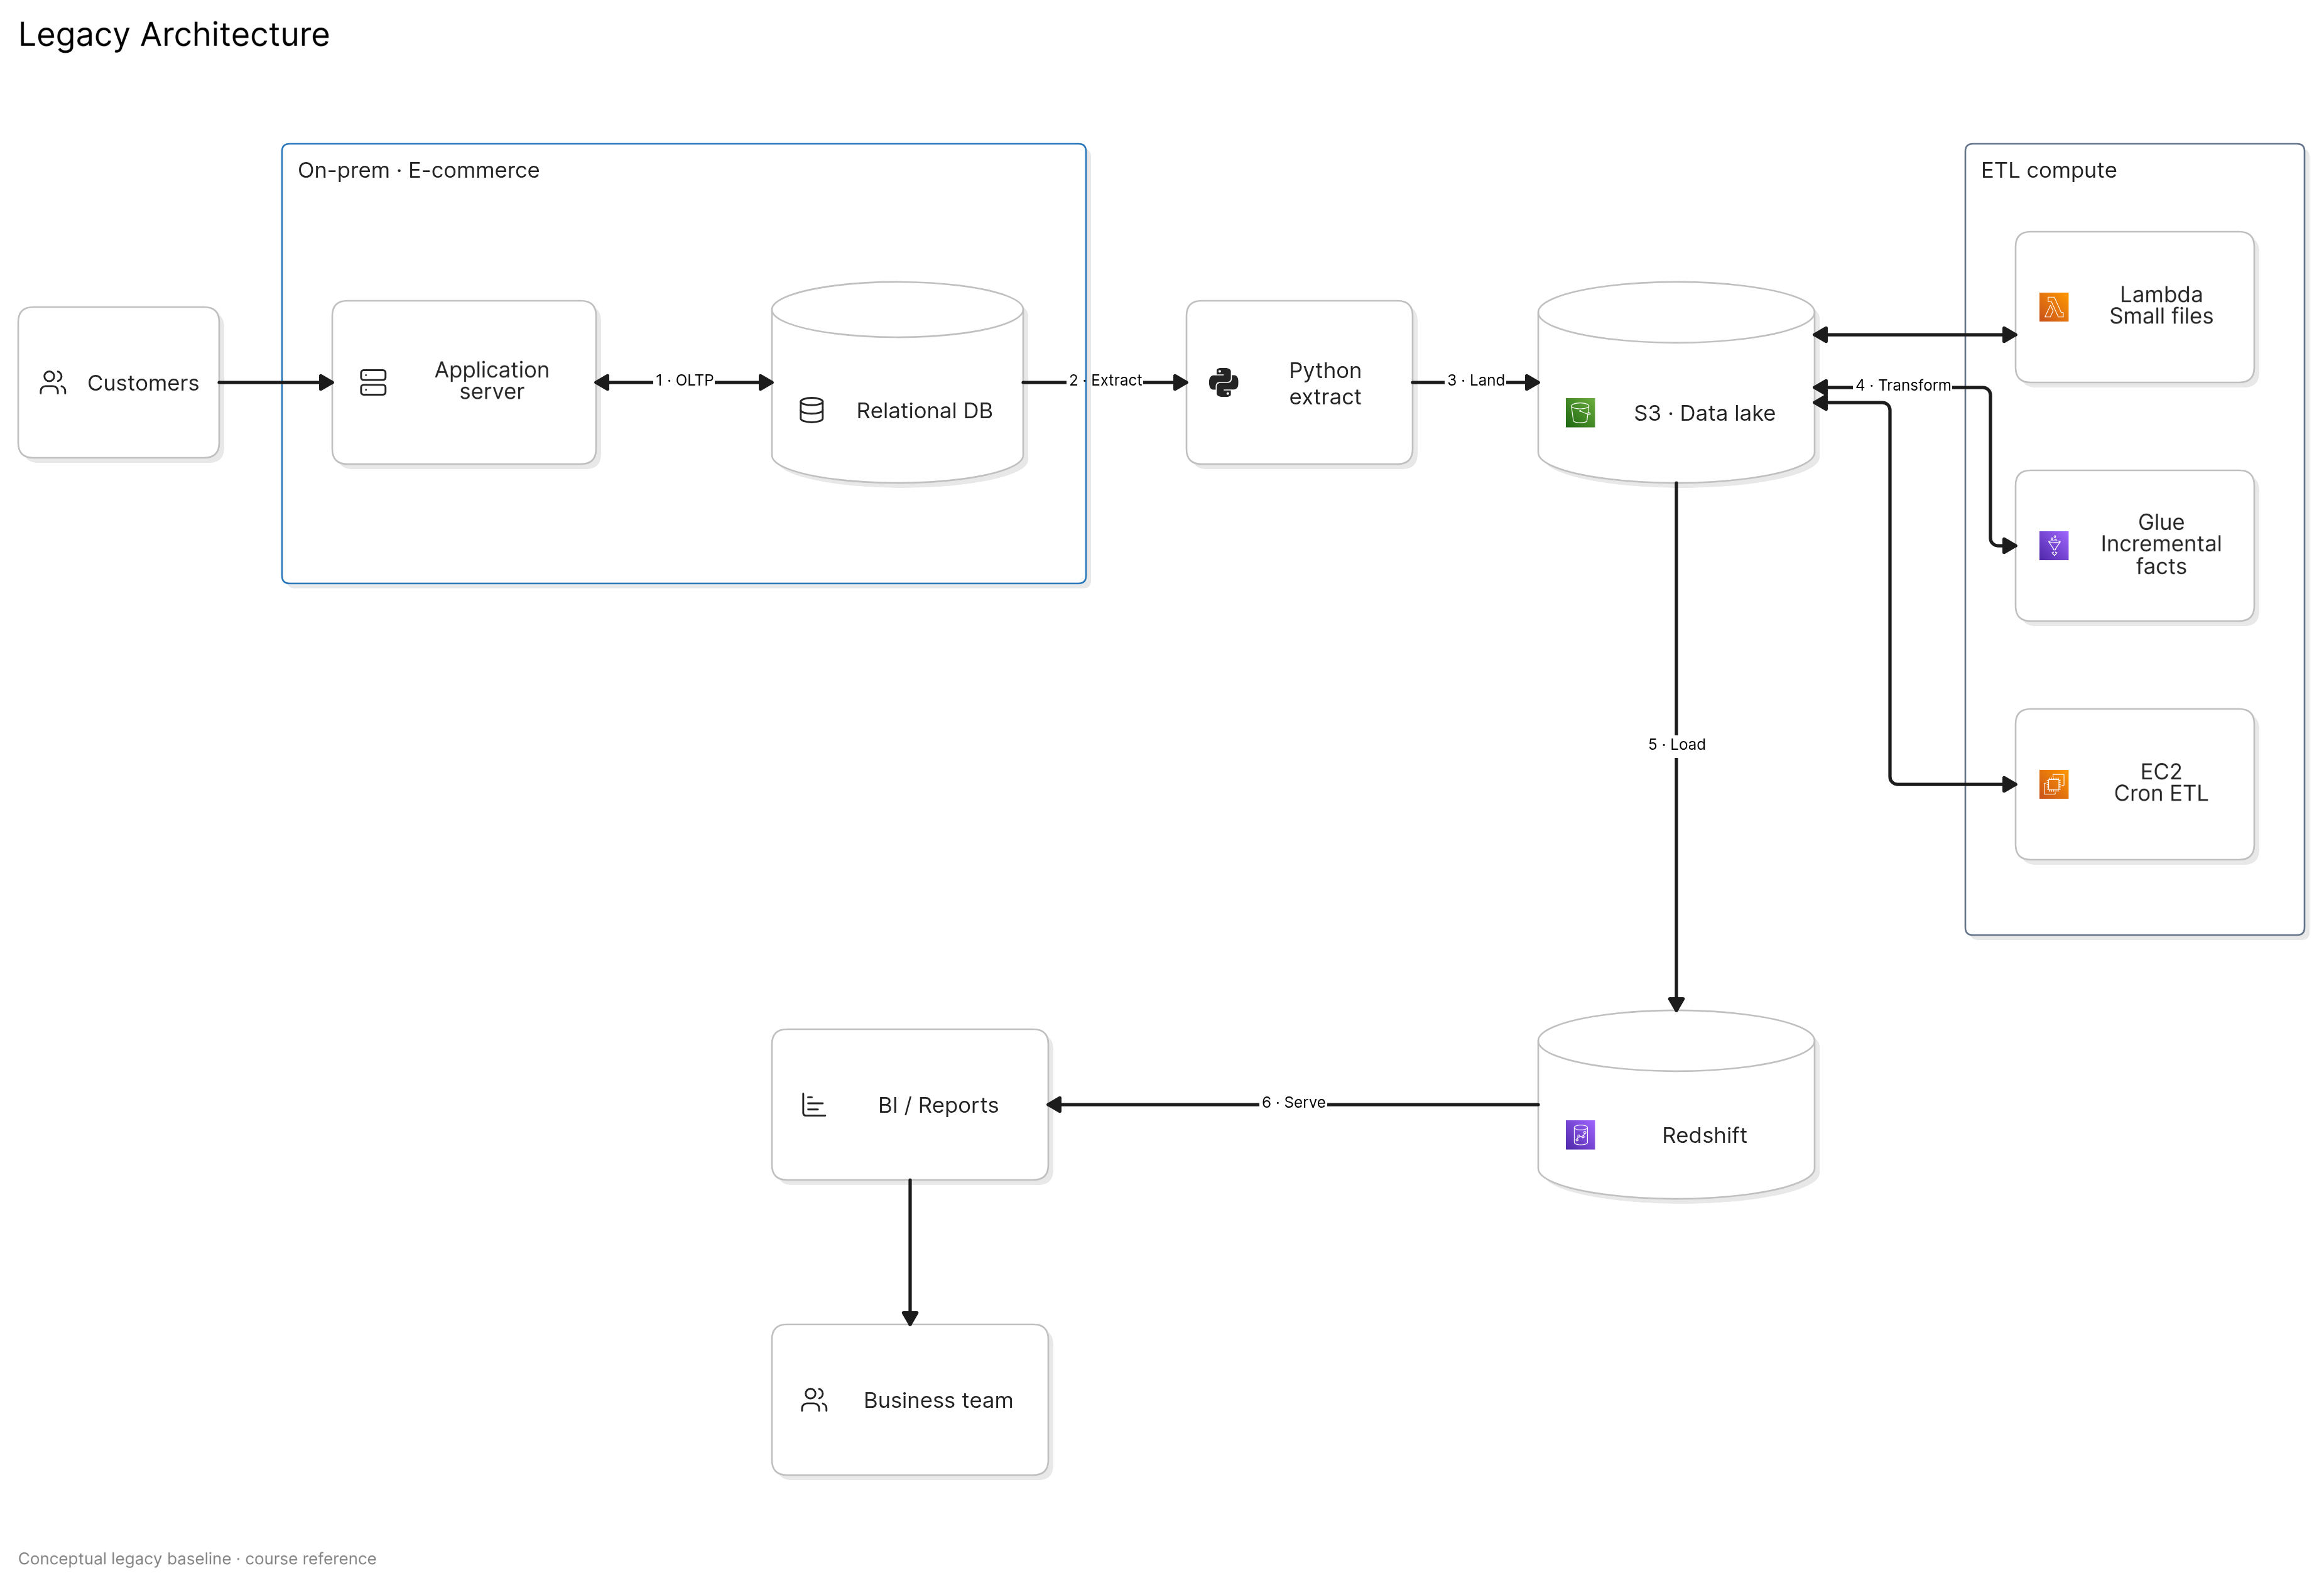 Legacy Architecture
On-prem · E-commerce
ETL compute
Customers
Application
server
1 · OLTP
Relational DB
2 · Extract
Python
extract
3 · Land
S3 · Data lake
4 · Transform
Lambda
Small files
Glue
Incremental
facts
EC2
Cron ETL
5 · Load
Redshift
6 · Serve
BI / Reports
Business team
Conceptual legacy baseline · course reference